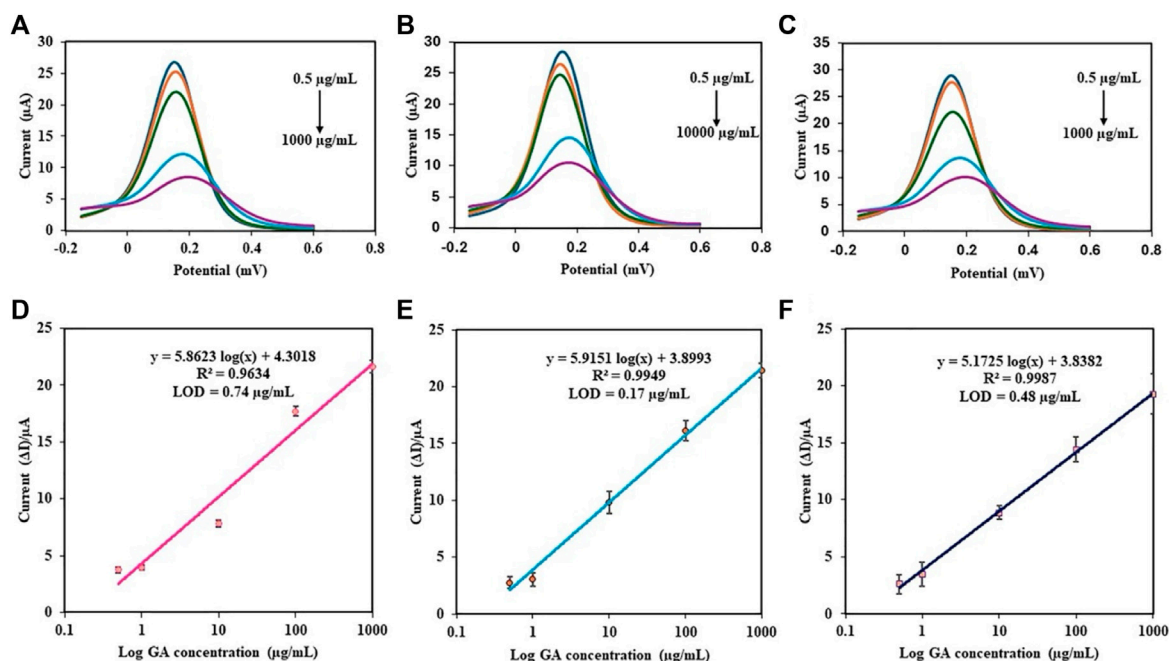 A
30
25
20
15
10
5
0
-0.2 0 0.2 0.4 0.6 0.8
Current (µA)
Potential (mV)
0.5 µg/mL
1000 µg/mL
B
30
25
20
15
10
5
0
-0.2 0 0.2 0.4 0.6 0.8
Current (µA)
Potential (mV)
0.5 µg/mL
10000 µg/mL
C
35
30
25
20
15
10
5
0
-0.2 0 0.2 0.4 0.6 0.8
Current (µA)
Potential (mV)
0.5 µg/mL
1000 µg/mL
D
25
20
15
10
5
0
0.1 1 10 100 1000
Current (ΔI)/µA
Log GA concentration (µg/mL)
y = 5.8623 log(x) + 4.3018
R² = 0.9634
LOD = 0.74 µg/mL
E
25
20
15
10
5
0
0.1 1 10 100 1000
Current (ΔI)/µA
Log GA concentration (µg/mL)
y = 5.9151 log(x) + 3.8993
R² = 0.9949
LOD = 0.17 µg/mL
F
25
20
15
10
5
0
0.1 1 10 100 1000
Current (ΔI)/µA
Log GA concentration (µg/mL)
y = 5.1725 log(x) + 3.8382
R² = 0.9987
LOD = 0.48 µg/mL